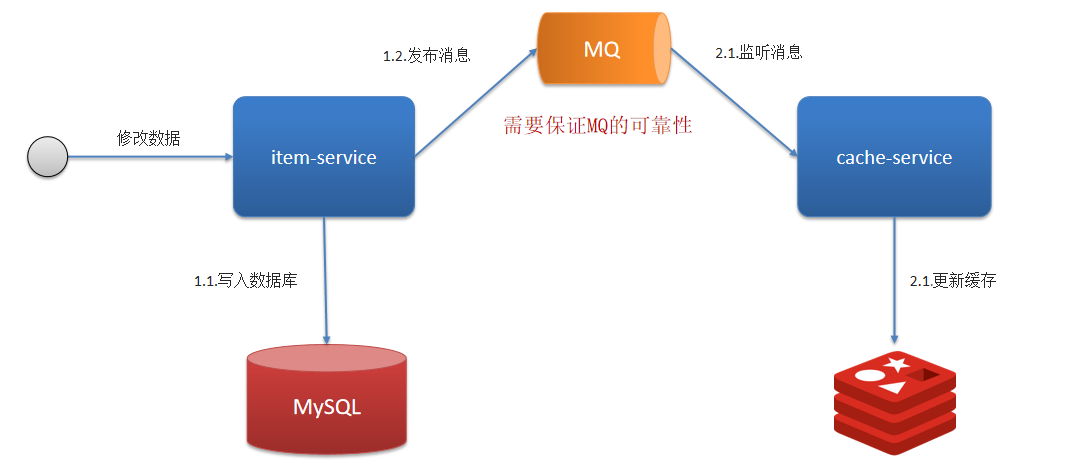 MQ
1.2.发布消息
2.1.监听消息
需要保证MQ的可靠性
修改数据
item-service
cache-service
1.1.写入数据库
2.1.更新缓存
MySQL